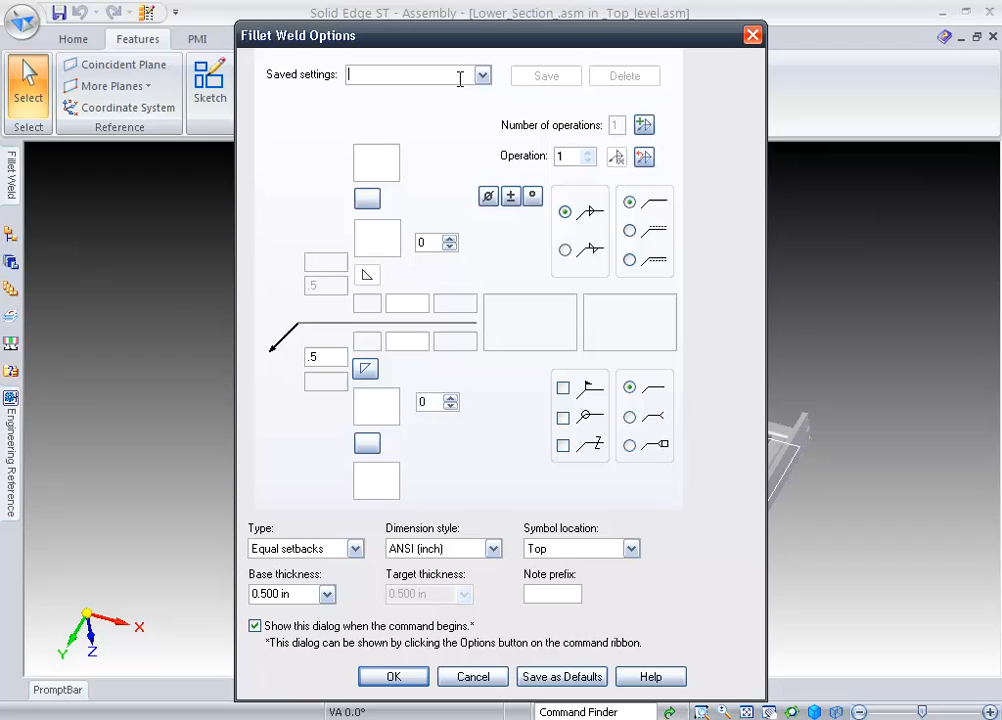 Solid Edge ST - Assembly - [Lower_Section_.asm in _Top_level.asm]
Home Features PMI
Select
Select
Coincident Plane
More Planes
Coordinate System
Reference
Sketch
Fillet Weld
Engineering Reference
Fillet Weld Options
Saved settings:
Save Delete
Number of operations: 1
Operation: 1
0
.5
.5
0
Type: Dimension style: Symbol location:
Equal setbacks ANSI (inch) Top
Base thickness: Target thickness: Note prefix:
0.500 in 0.500 in
Show this dialog when the command begins.*
*This dialog can be shown by clicking the Options button on the command ribbon.
OK Cancel Save as Defaults Help
X
Y
Z
PromptBar
VA 0.0° Command Finder